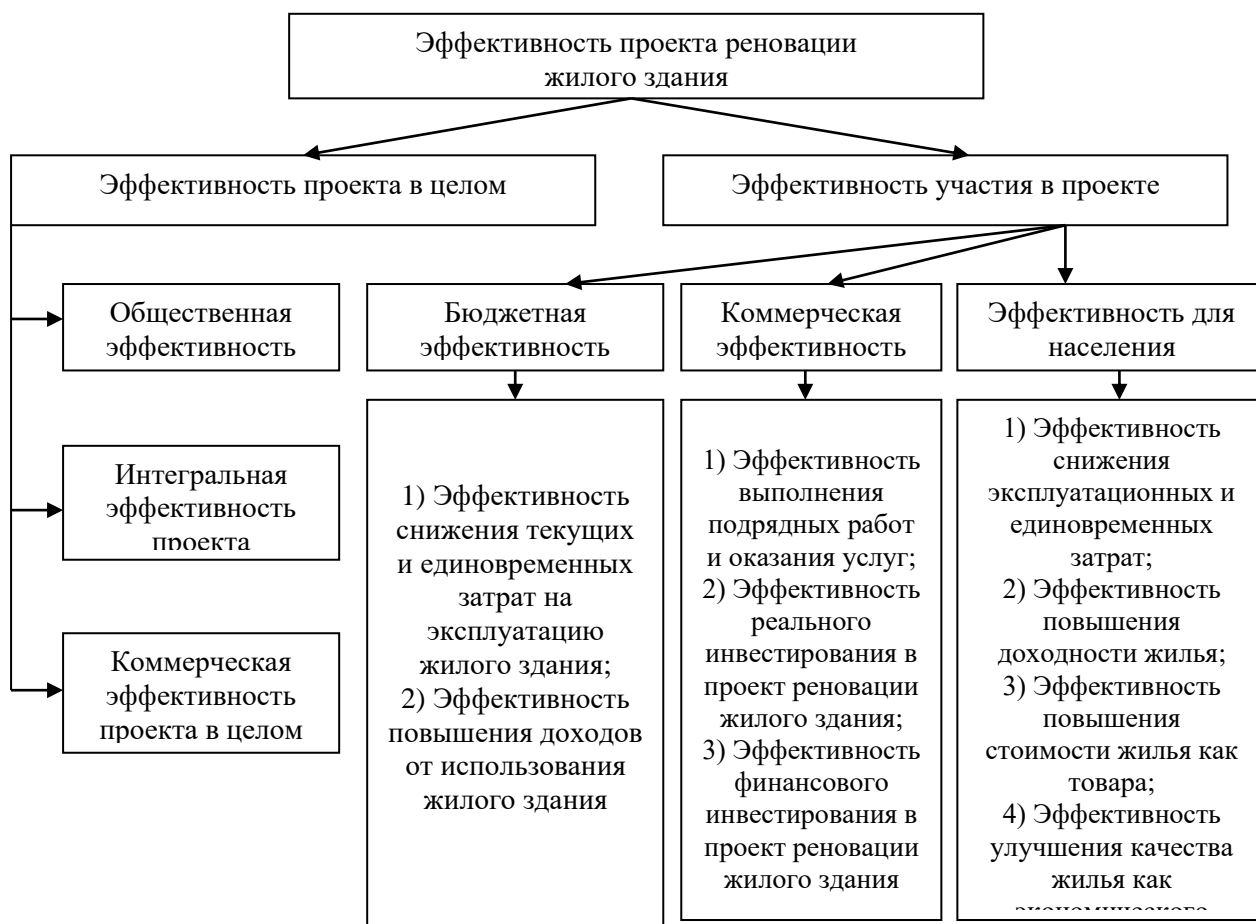 Эффективность проекта реновации
жилого здания
Эффективность проекта в целом
Эффективность участия в проекте
Общественная
эффективность
Бюджетная
эффективность
Коммерческая
эффективность
Эффективность для
населения
Интегральная
эффективность
проекта
Коммерческая
эффективность
проекта в целом
1) Эффективность
снижения текущих
и единовременных
затрат на
эксплуатацию
жилого здания;
2) Эффективность
повышения доходов
от использования
жилого здания
1) Эффективность
выполнения
подрядных работ
и оказания услуг;
2) Эффективность
реального
инвестирования в
проект реновации
жилого здания;
3) Эффективность
финансового
инвестирования в
проект реновации
жилого здания
1) Эффективность
снижения
эксплуатационных и
единовременных
затрат;
2) Эффективность
повышения
доходности жилья;
3) Эффективность
повышения
стоимости жилья как
товара;
4) Эффективность
улучшения качества
жилья как